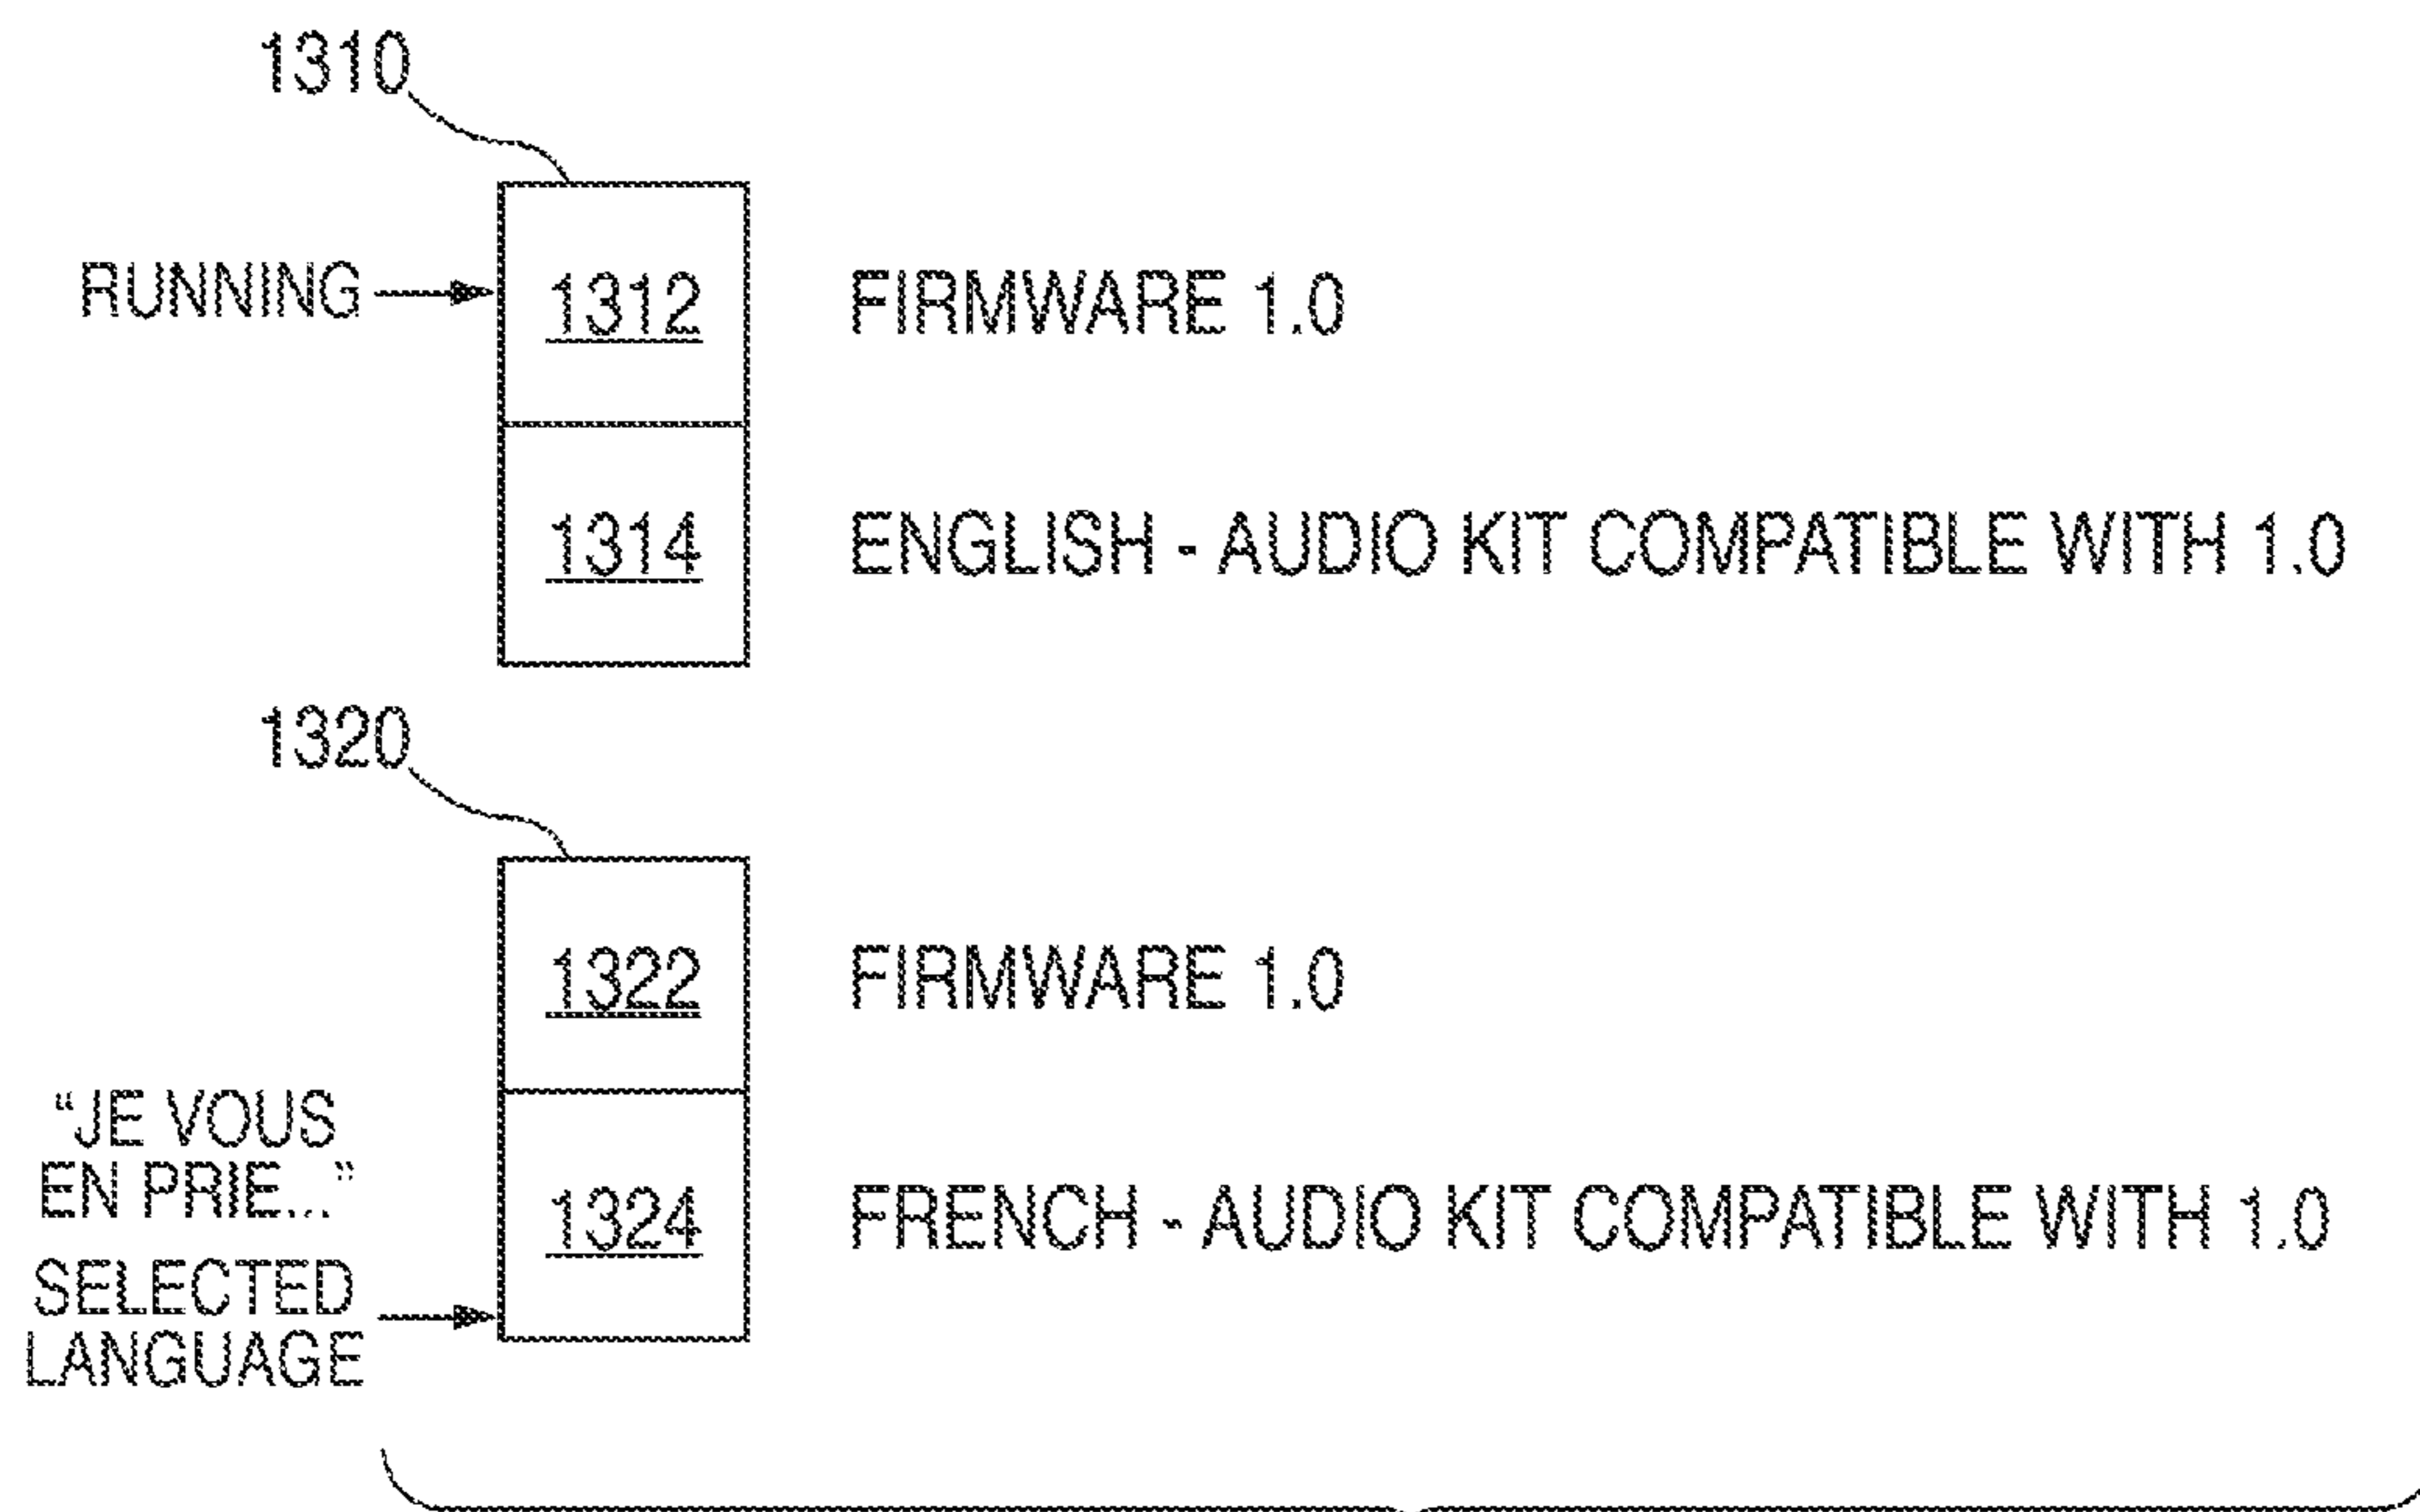 1310
RUNNING
1312
FIRMWARE 1.0
1314
ENGLISH - AUDIO KIT COMPATIBLE WITH 1.0
1320
1322
FIRMWARE 1.0
“JE VOUS
EN PRIE...”
1324
FRENCH - AUDIO KIT COMPATIBLE WITH 1.0
SELECTED
LANGUAGE